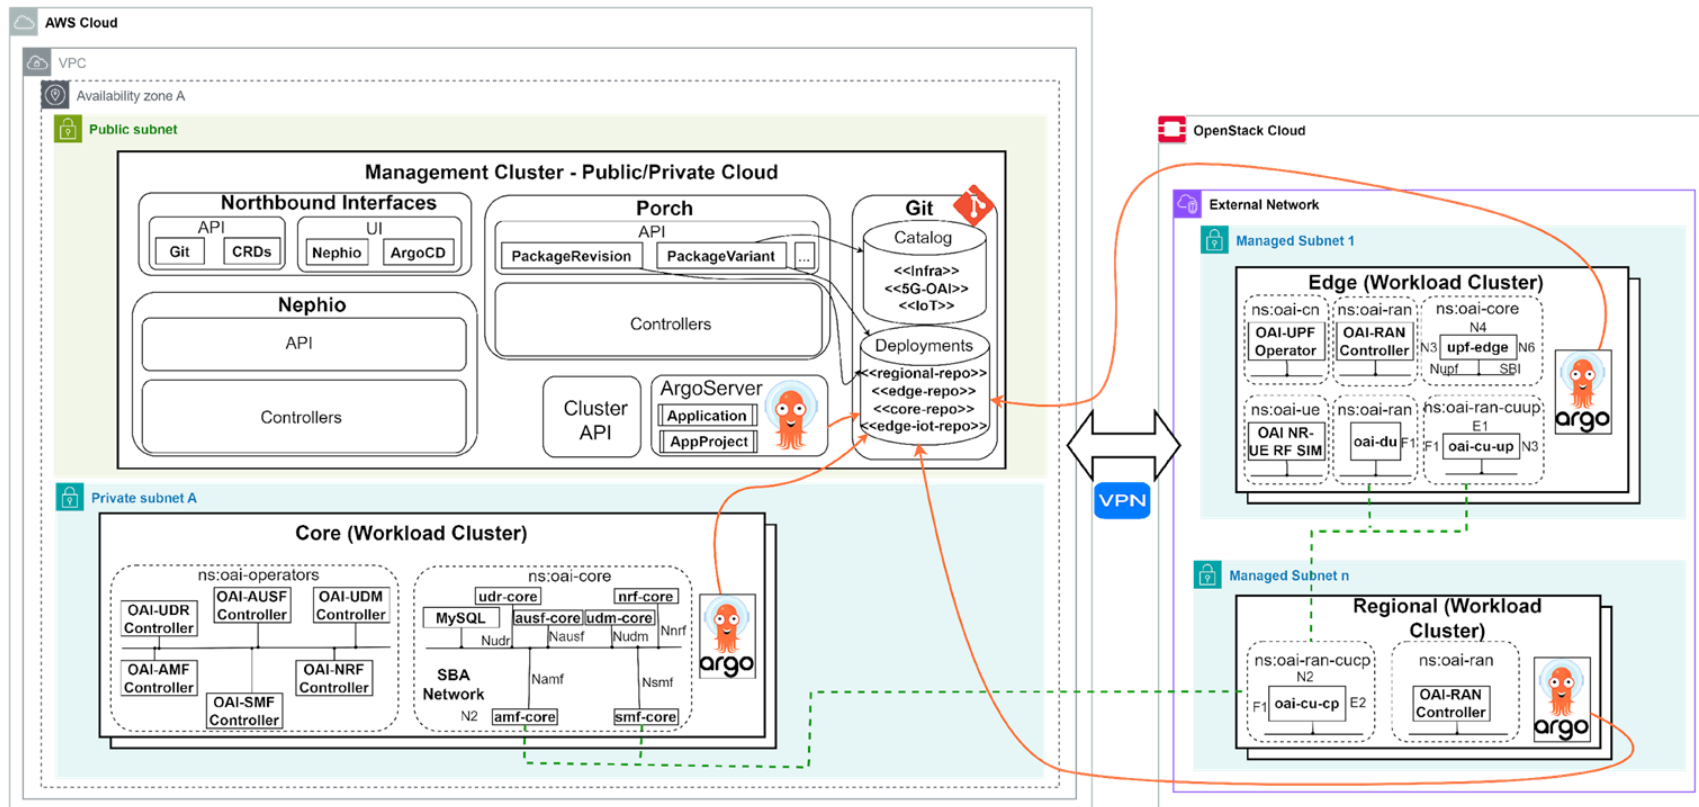 AWS Cloud
VPC
Availability zone A
Public subnet
Management Cluster - Public/Private Cloud
Northbound Interfaces
API
Git
CRDs
UI
Nephio
ArgoCD
Nephio
API
Controllers
Porch
API
PackageRevision
PackageVariant
...
Controllers
Cluster
API
ArgoServer
Application
AppProject
Git
Catalog
<<Infra>>
<<5G-OAI>>
<<IoT>>
Deployments
<<regional-repo>>
<<edge-repo>>
<<core-repo>>
<<edge-iot-repo>>
Private subnet A
Core (Workload Cluster)
ns:oai-operators
OAI-UDR
Controller
OAI-AUSF
Controller
OAI-UDM
Controller
OAI-AMF
Controller
OAI-SMF
Controller
OAI-NRF
Controller
ns:oai-core
udr-core
nrf-core
MySQL
ausf-core
udm-core
Nudr
Nausf
Nudm
Nnrf
SBA
Network
Namf
Nsmf
N2
amf-core
smf-core
argo
VPN
OpenStack Cloud
External Network
Managed Subnet 1
Edge (Workload Cluster)
ns:oai-cn
OAI-UPF
Operator
ns:oai-ran
OAI-RAN
Controller
ns:oai-core
N4
N3
upf-edge
N6
Nupf
SBI
ns:oai-ue
OAI NR-
UE RF SIM
ns:oai-ran
oai-du
F1
ns:oai-ran-cuup
E1
F1
oai-cu-up
N3
argo
Managed Subnet n
Regional (Workload
Cluster)
ns:oai-ran-cucp
N2
F1
oai-cu-cp
E2
ns:oai-ran
OAI-RAN
Controller
argo